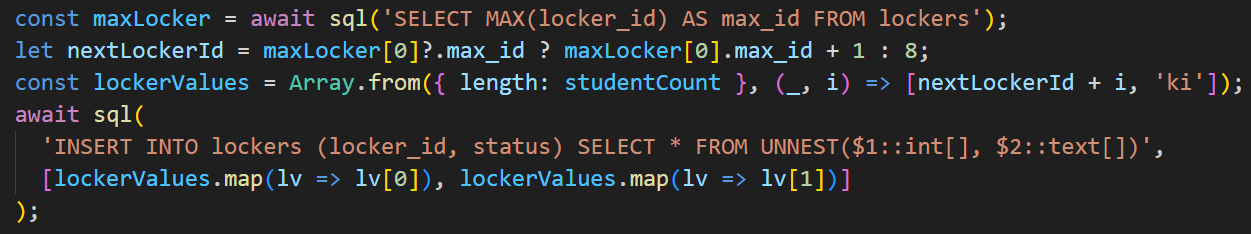 const maxLocker = await sql('SELECT MAX(locker_id) AS max_id FROM lockers');
let nextLockerId = maxLocker[0]?.max_id ? maxLocker[0].max_id + 1 : 8;
const lockerValues = Array.from({ length: studentCount }, (_, i) => [nextLockerId + i, 'ki']);
await sql(
  'INSERT INTO lockers (locker_id, status) SELECT * FROM UNNEST($1::int[], $2::text[])',
  [lockerValues.map(lv => lv[0]), lockerValues.map(lv => lv[1])]
);